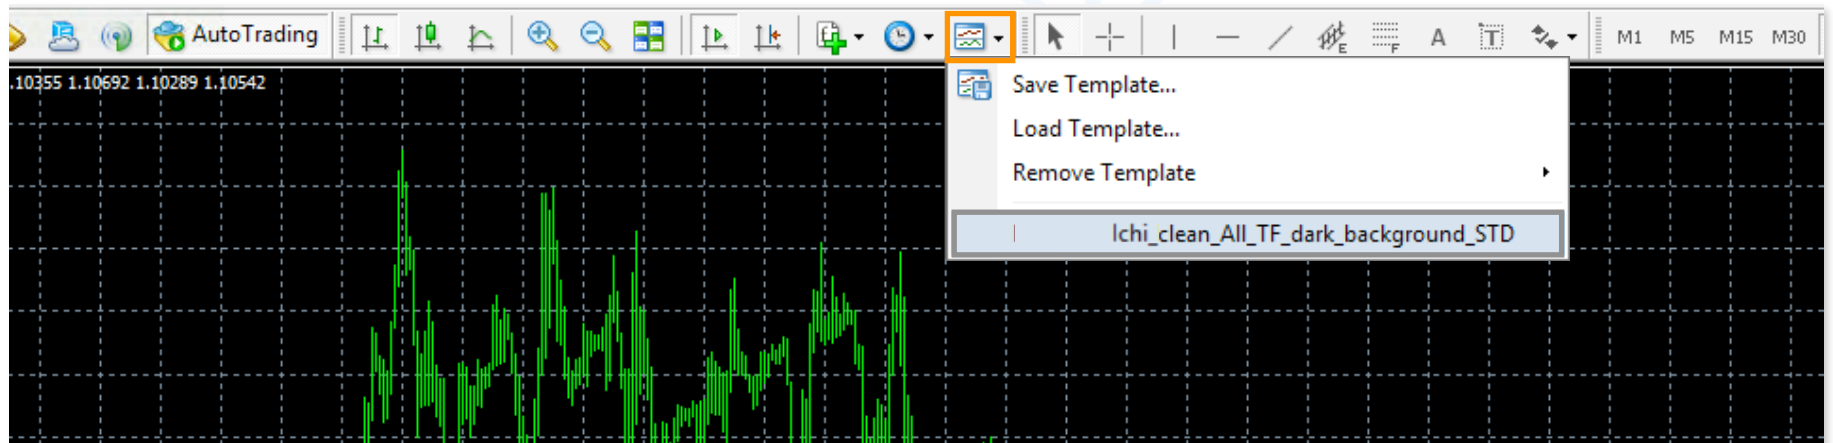 AutoTrading E F A T M1 M5 M15 M30
.10355 1.10692 1.10289 1.10542
Save Template...
Load Template...
Remove Template
Ichi_clean_All_TF_dark_background_STD